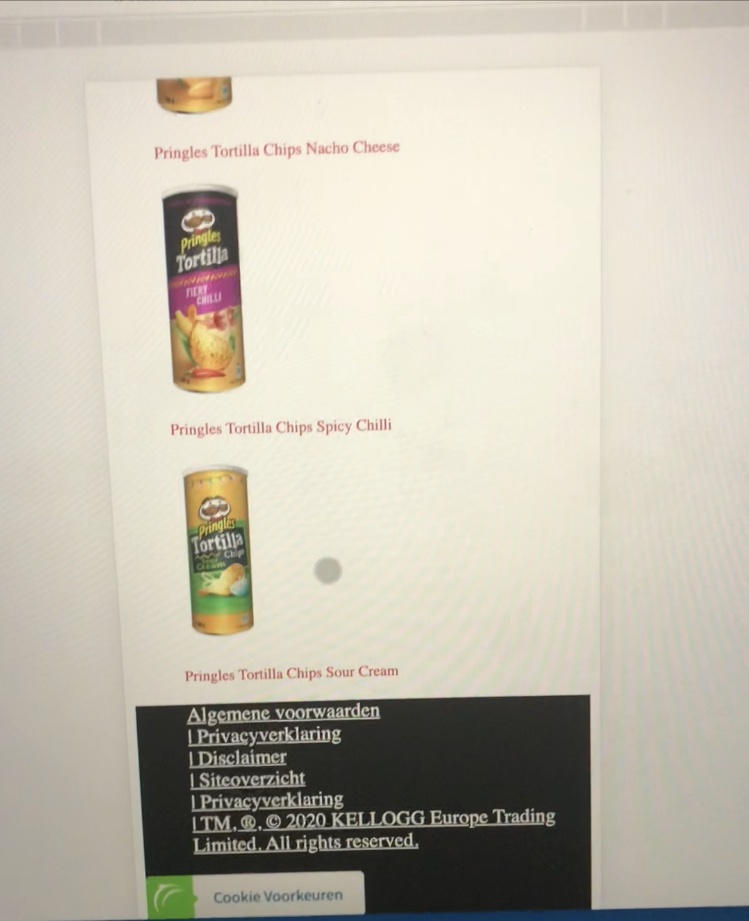 Pringles Tortilla Chips Nacho Cheese
Pringles
Tortilla
FIERY
CHILLI
Pringles Tortilla Chips Spicy Chilli
Pringles
Tortilla
Chips
Sour
Cream
Pringles Tortilla Chips Sour Cream
Algemene voorwaarden
| Privacyverklaring
| Disclaimer
| Siteoverzicht
| Privacyverklaring
| TM, ®, © 2020 KELLOGG Europe Trading
Limited. All rights reserved.
Cookie Voorkeuren